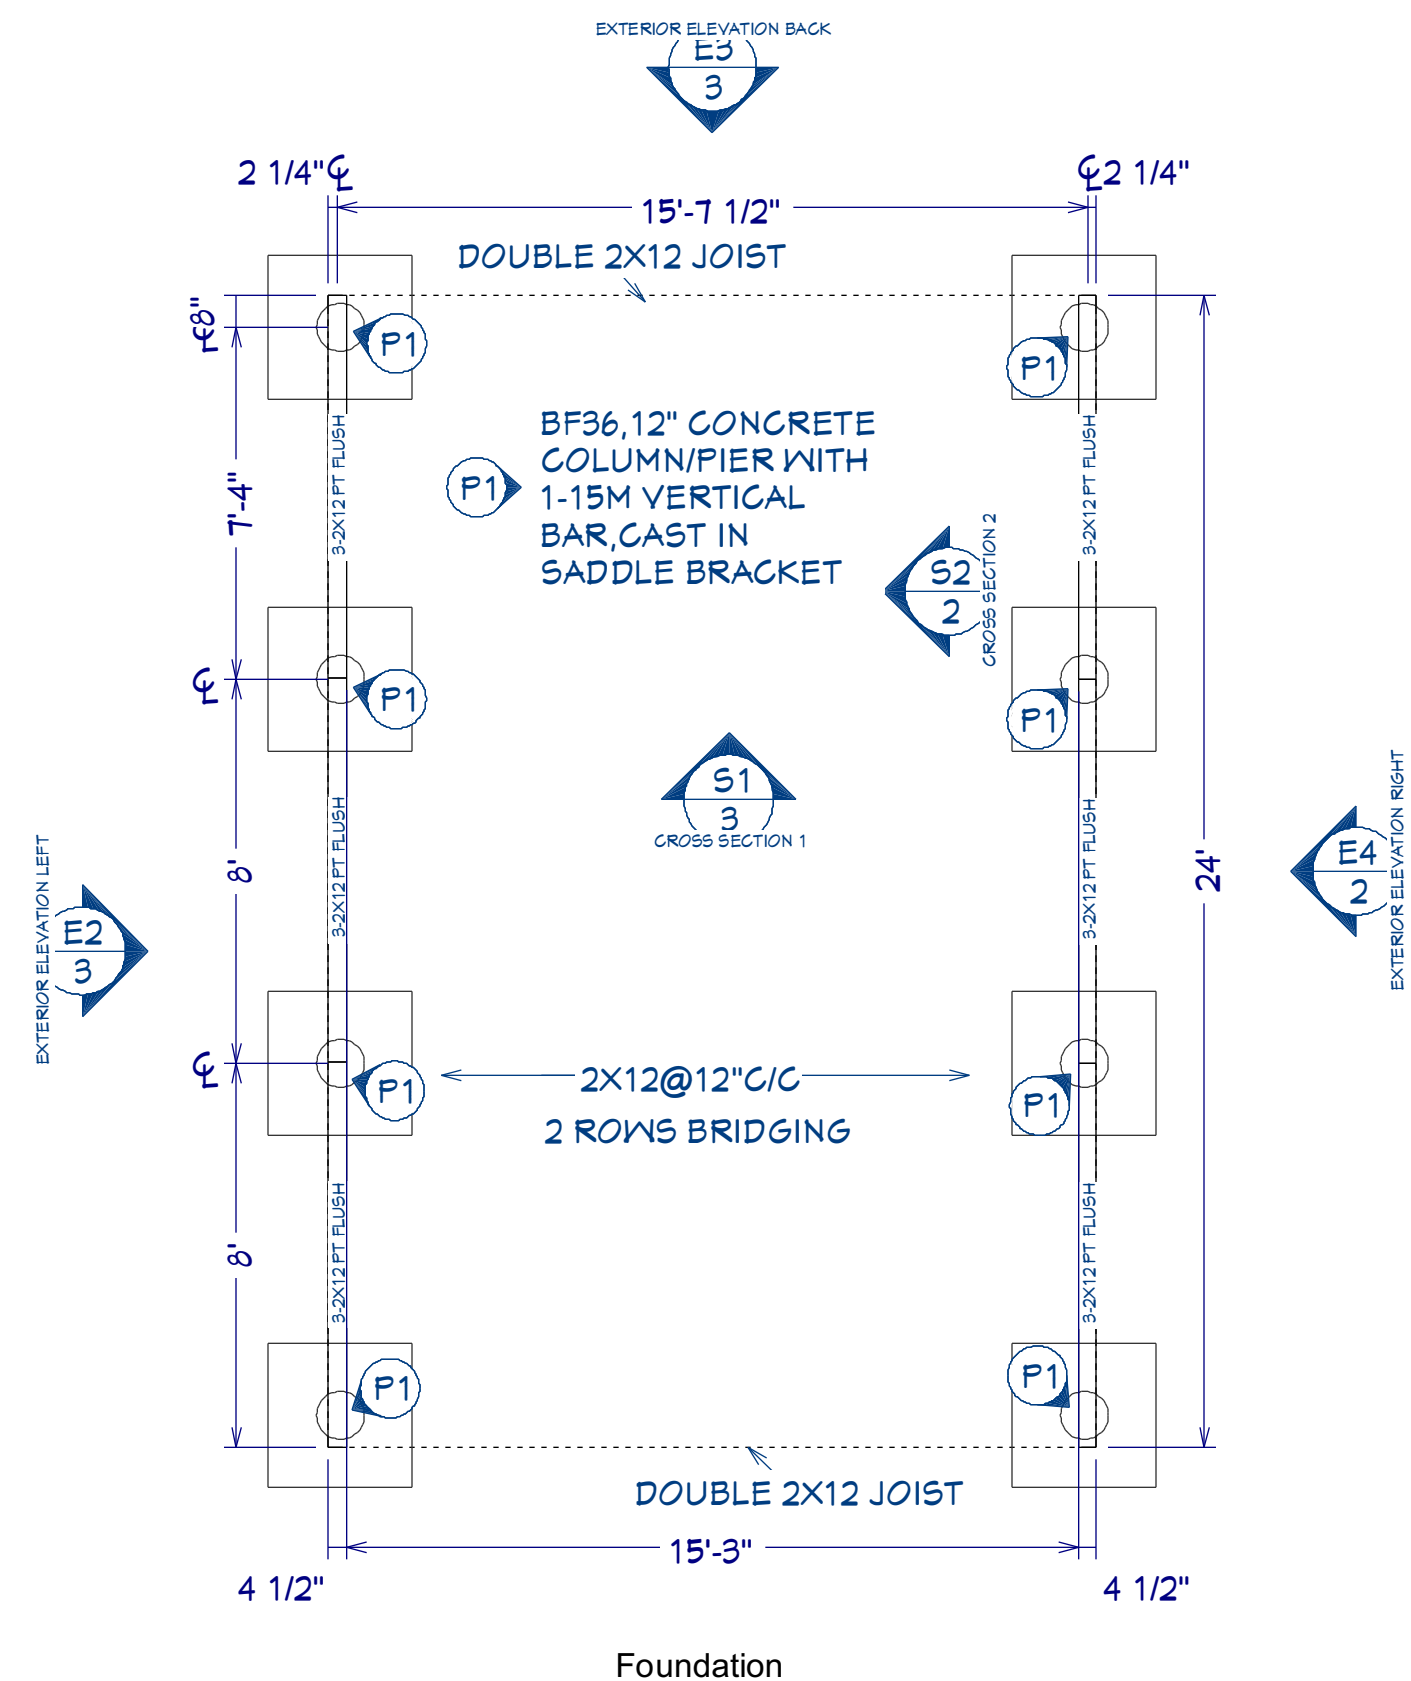 EXTERIOR ELEVATION BACK
E3
3
2 1/4" ℄
℄ 2 1/4"
15'-7 1/2"
DOUBLE 2X12 JOIST
℄ 8"
P1
P1
BF36,12" CONCRETE
COLUMN/PIER WITH
1-15M VERTICAL
BAR,CAST IN
SADDLE BRACKET
P1
3-2X12 PT FLUSH
3-2X12 PT FLUSH
7'-4"
S2
2
CROSS SECTION 2
℄
P1
P1
S1
3
CROSS SECTION 1
EXTERIOR ELEVATION LEFT
E2
3
8'
3-2X12 PT FLUSH
3-2X12 PT FLUSH
24'
E4
2
EXTERIOR ELEVATION RIGHT
℄
P1
P1
2X12@12"C/C
2 ROWS BRIDGING
8'
3-2X12 PT FLUSH
3-2X12 PT FLUSH
P1
P1
DOUBLE 2X12 JOIST
15'-3"
4 1/2"
4 1/2"
Foundation